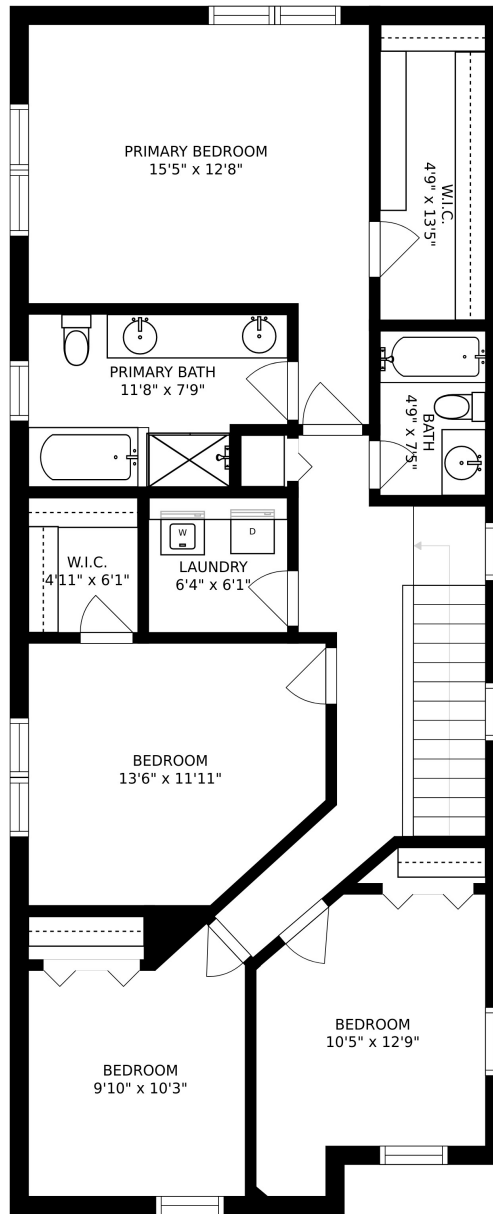 PRIMARY BEDROOM
15'5" x 12'8"
W.I.C.
4'9" x 13'5"
PRIMARY BATH
11'8" x 7'9"
BATH
4'9" x 7'5"
W.I.C.
4'11" x 6'1"
W
D
LAUNDRY
6'4" x 6'1"
BEDROOM
13'6" x 11'11"
BEDROOM
10'5" x 12'9"
BEDROOM
9'10" x 10'3"